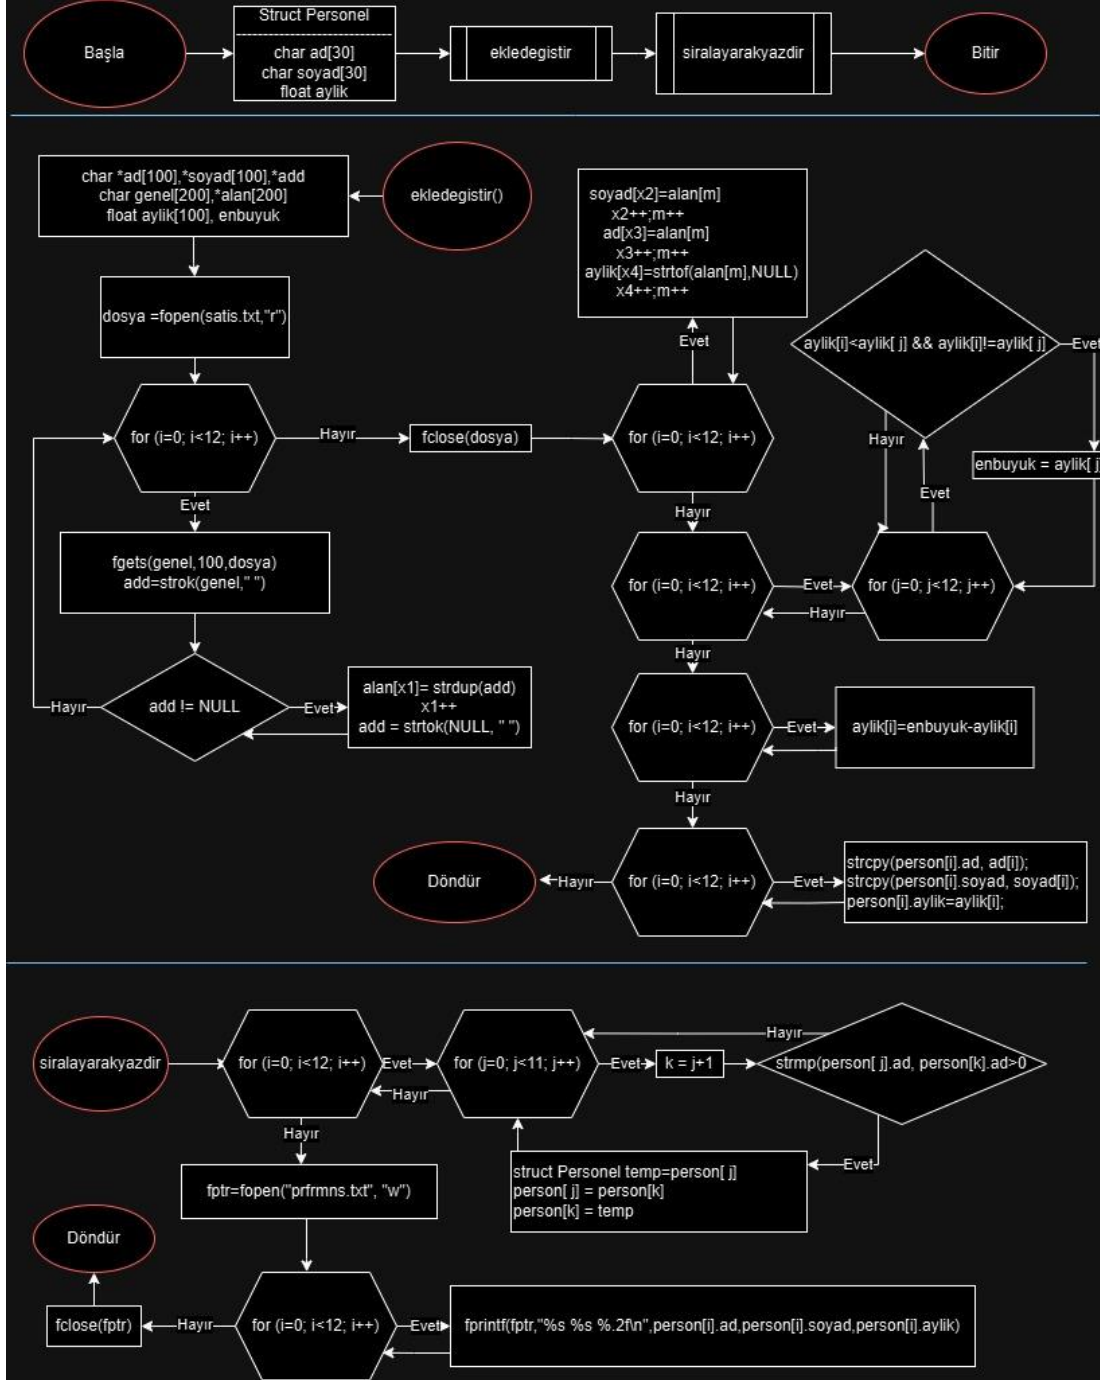 Başla
Struct Personel
------------------------------------
char ad[30]
char soyad[30]
float aylik
ekledegistir
siralayarakyazdir
Bitir
char *ad[100],*soyad[100],*add
char genel[200],*alan[200]
float aylik[100], enbuyuk
ekledegistir()
dosya =fopen(satis.txt,"r")
for (i=0; i<12; i++)
Hayır
fclose(dosya)
Evet
fgets(genel,100,dosya)
add=strok(genel," ")
add != NULL
Hayır
Evet
alan[x1]= strdup(add)
x1++
add = strtok(NULL," ")
soyad[x2]=alan[m]
x2++;m++
ad[x3]=alan[m]
x3++;m++
aylik[x4]=strtof(alan[m],NULL)
x4++;m++
Evet
for (i=0; i<12; i++)
Hayır
aylik[i]<aylik[ j] && aylik[i]!=aylik[ j]
Evet
Hayır
enbuyuk = aylik[ j]
Evet
for (i=0; i<12; i++)
Evet
Hayır
for (j=0; j<12; j++)
Hayır
for (i=0; i<12; i++)
Evet
aylik[i]=enbuyuk-aylik[i]
Hayır
Döndür
Hayır
for (i=0; i<12; i++)
Evet
strcpy(person[i].ad, ad[i]);
strcpy(person[i].soyad, soyad[i]);
person[i].aylik=aylik[i];
siralayarakyazdir
for (i=0; i<12; i++)
Evet
Hayır
for (j=0; j<11; j++)
Evet
k = j+1
Hayır
strmp(person[ j].ad, person[k].ad>0
Evet
struct Personel temp=person[ j]
person[ j] = person[k]
person[k] = temp
Hayır
fptr=fopen("prfrmns.txt", "w")
Döndür
fclose(fptr)
Hayır
for (i=0; i<12; i++)
Evet
fprintf(fptr,"%s %s %.2f\n",person[i].ad,person[i].soyad,person[i].aylik)